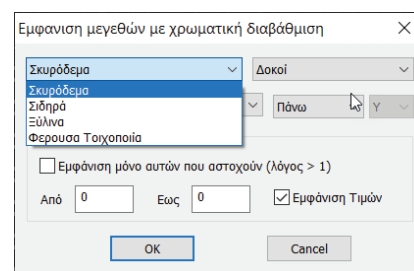 Εμφανιση μεγεθών με χρωματική διαβάθμιση
Σκυρόδεμα Δοκοί
Σκυρόδεμα
Σιδηρά
Ξύλινα
Φερουσα Τοιχοποιία
Πάνω Y
Εμφάνιση μόνο αυτών που αστοχούν (λόγος > 1)
Από 0 Εως 0 Εμφάνιση Τιμών
OK Cancel